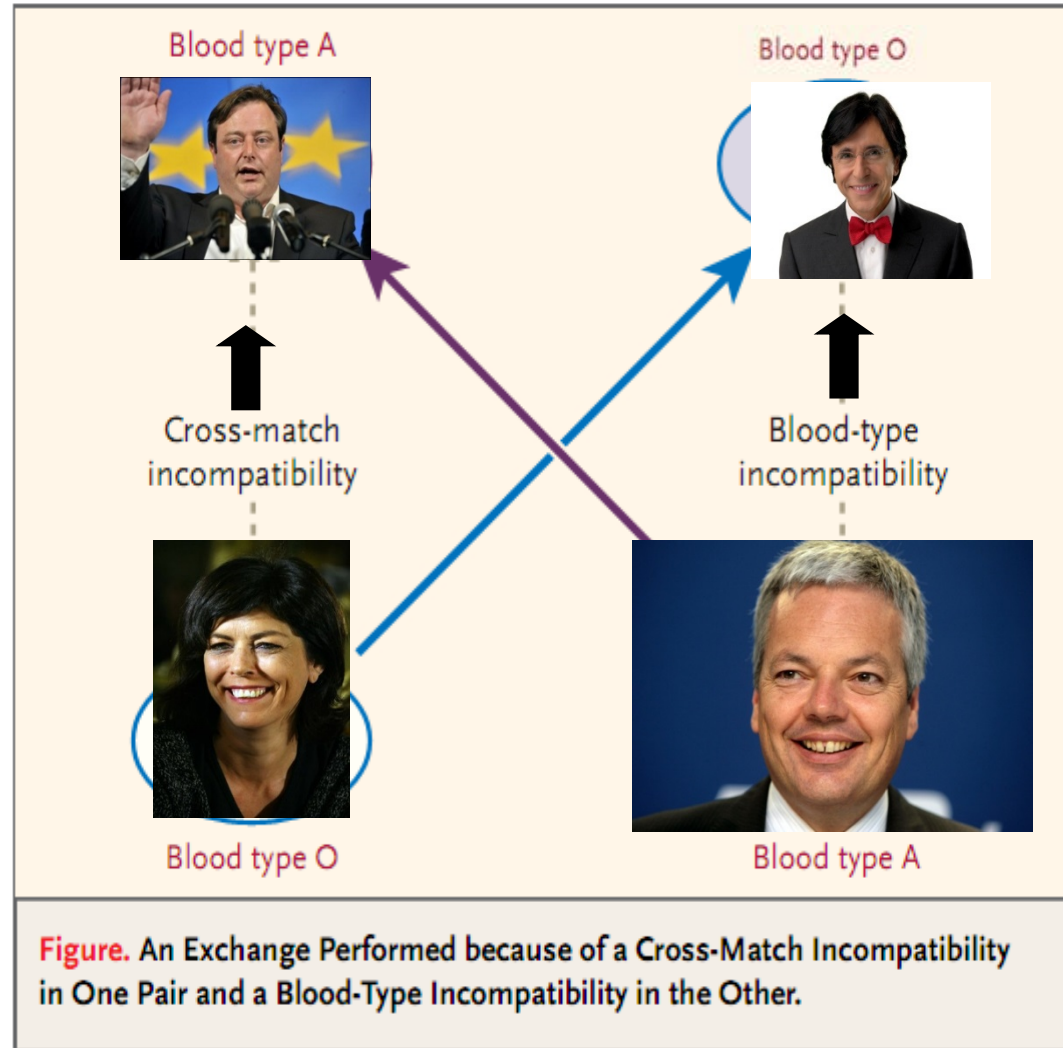 Blood type A
Blood type O
Cross-match
incompatibility
Blood-type
incompatibility
Blood type O
Blood type A
Figure. An Exchange Performed because of a Cross-Match Incompatibility
in One Pair and a Blood-Type Incompatibility in the Other.